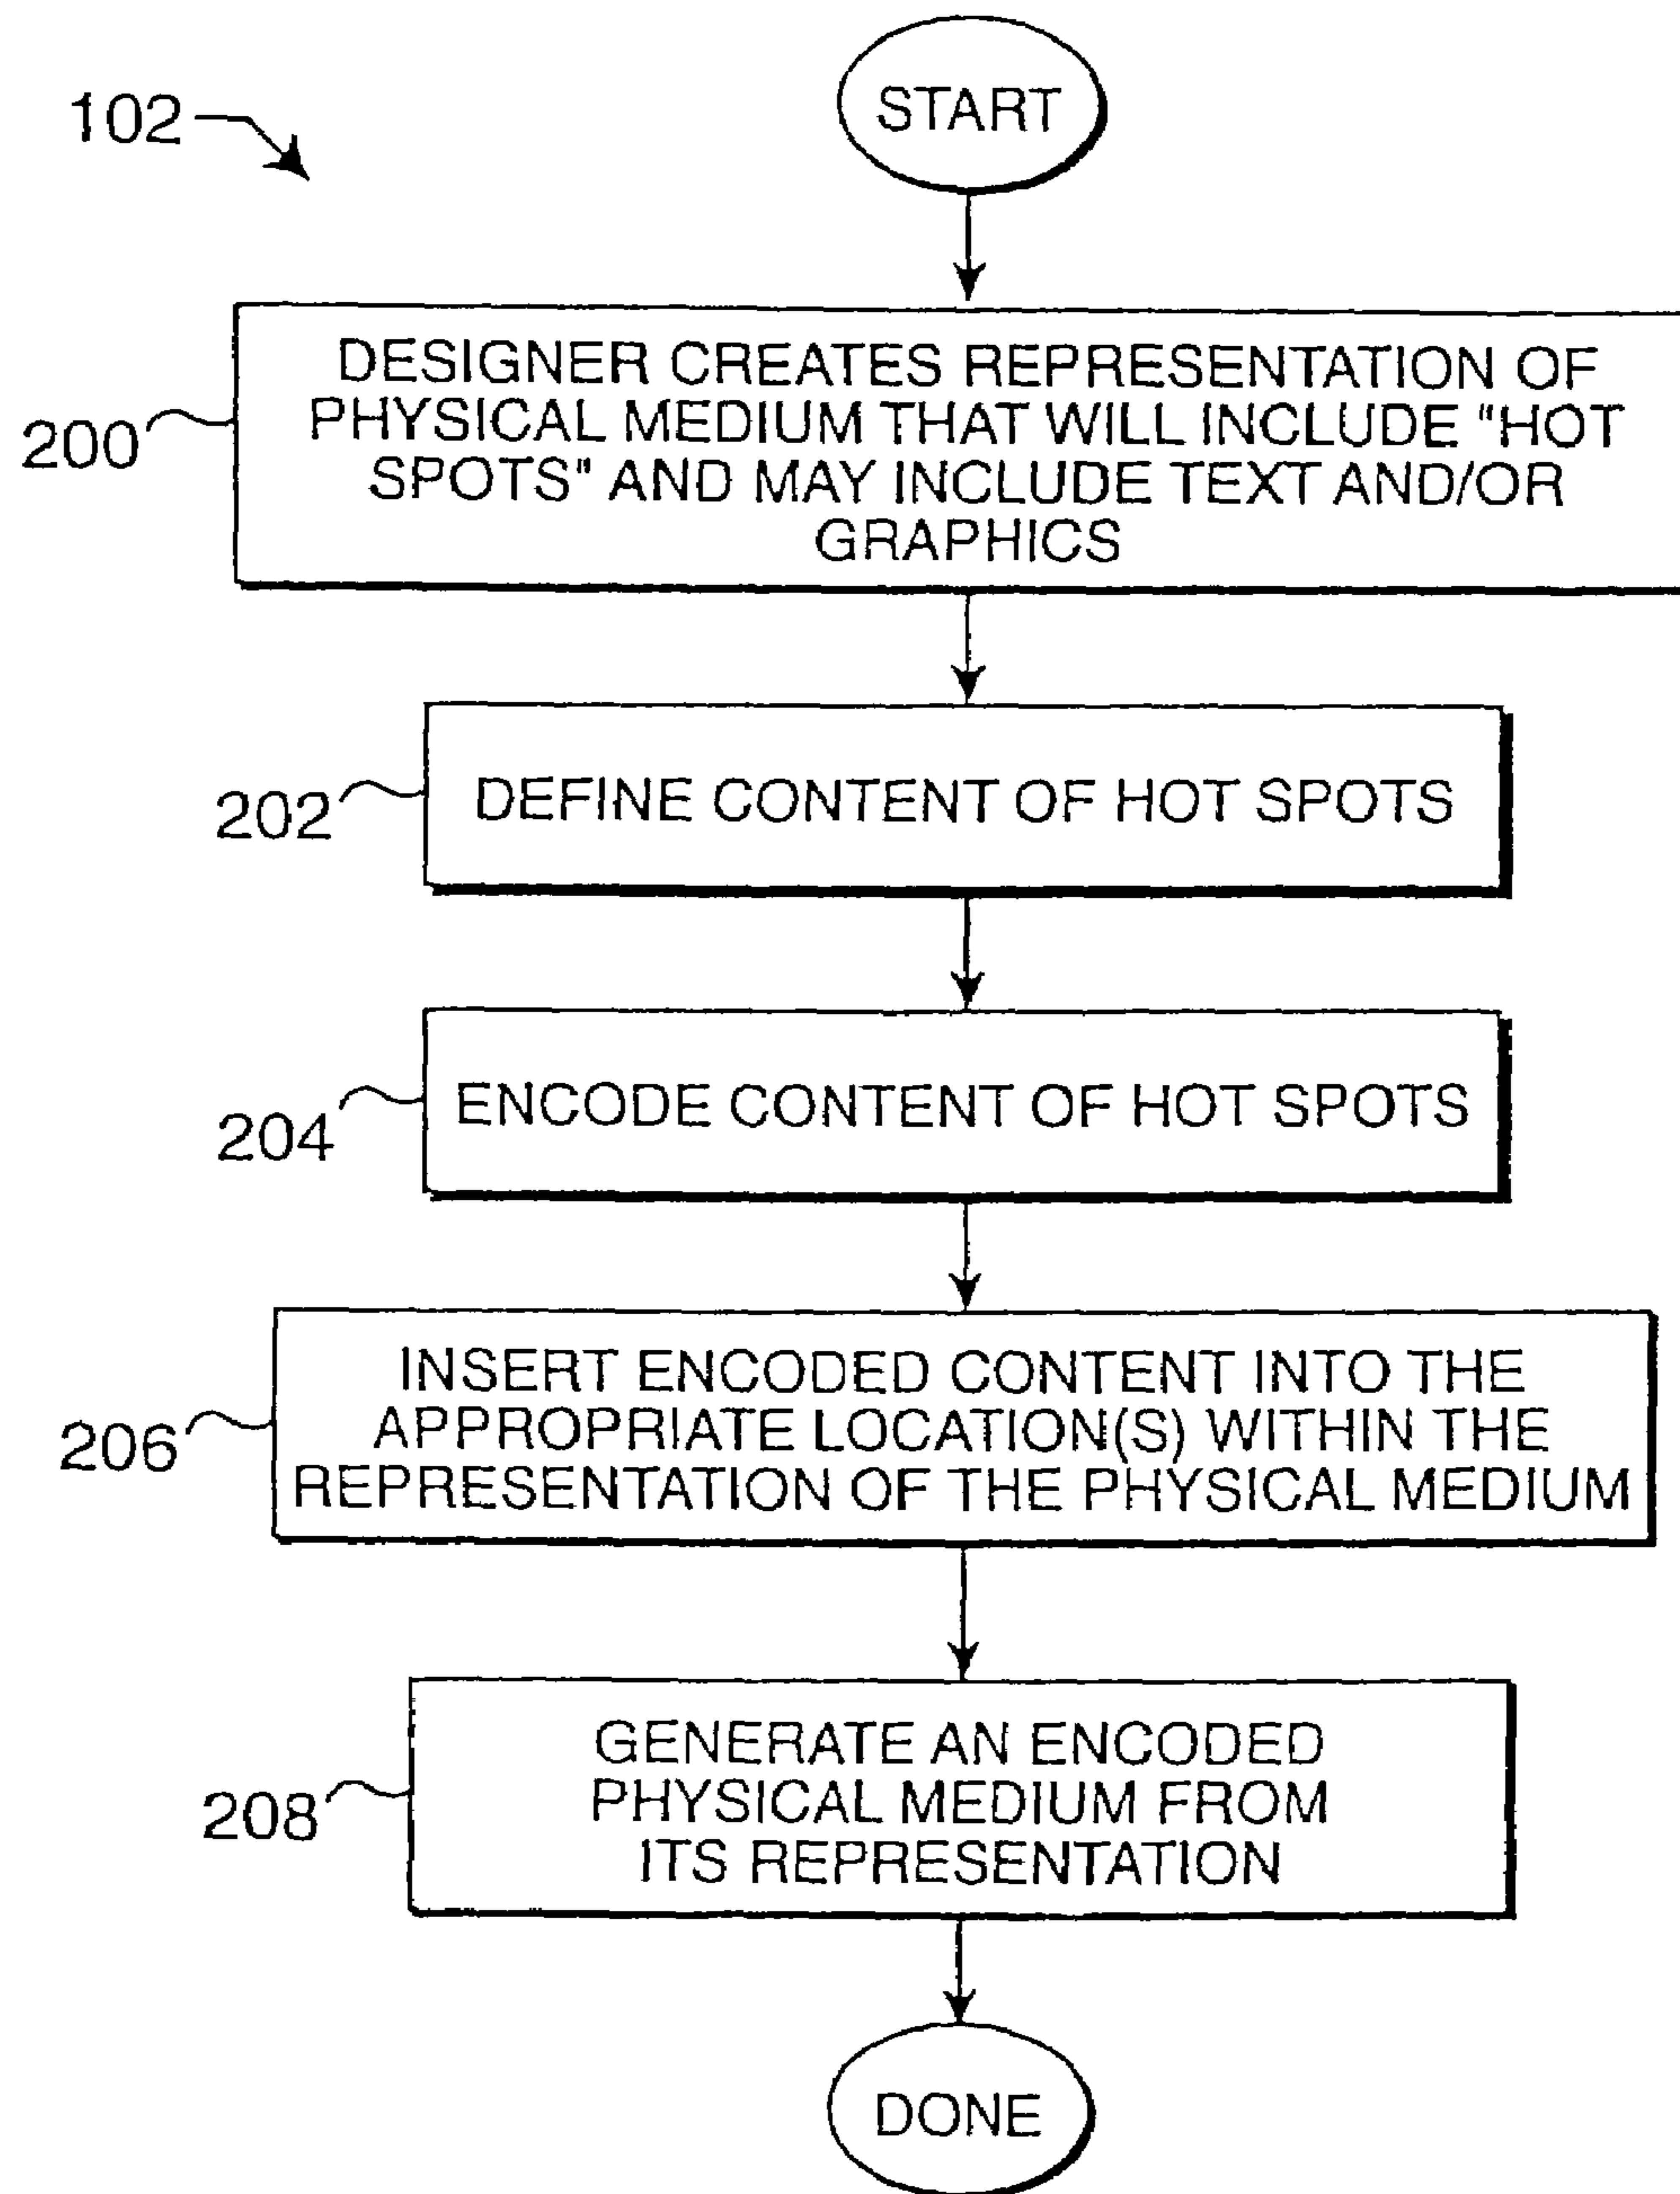 START
102
DESIGNER CREATES REPRESENTATION OF
PHYSICAL MEDIUM THAT WILL INCLUDE "HOT
SPOTS" AND MAY INCLUDE TEXT AND/OR
GRAPHICS
200
DEFINE CONTENT OF HOT SPOTS
202
ENCODE CONTENT OF HOT SPOTS
204
INSERT ENCODED CONTENT INTO THE
APPROPRIATE LOCATION(S) WITHIN THE
REPRESENTATION OF THE PHYSICAL MEDIUM
206
GENERATE AN ENCODED
PHYSICAL MEDIUM FROM
ITS REPRESENTATION
208
DONE